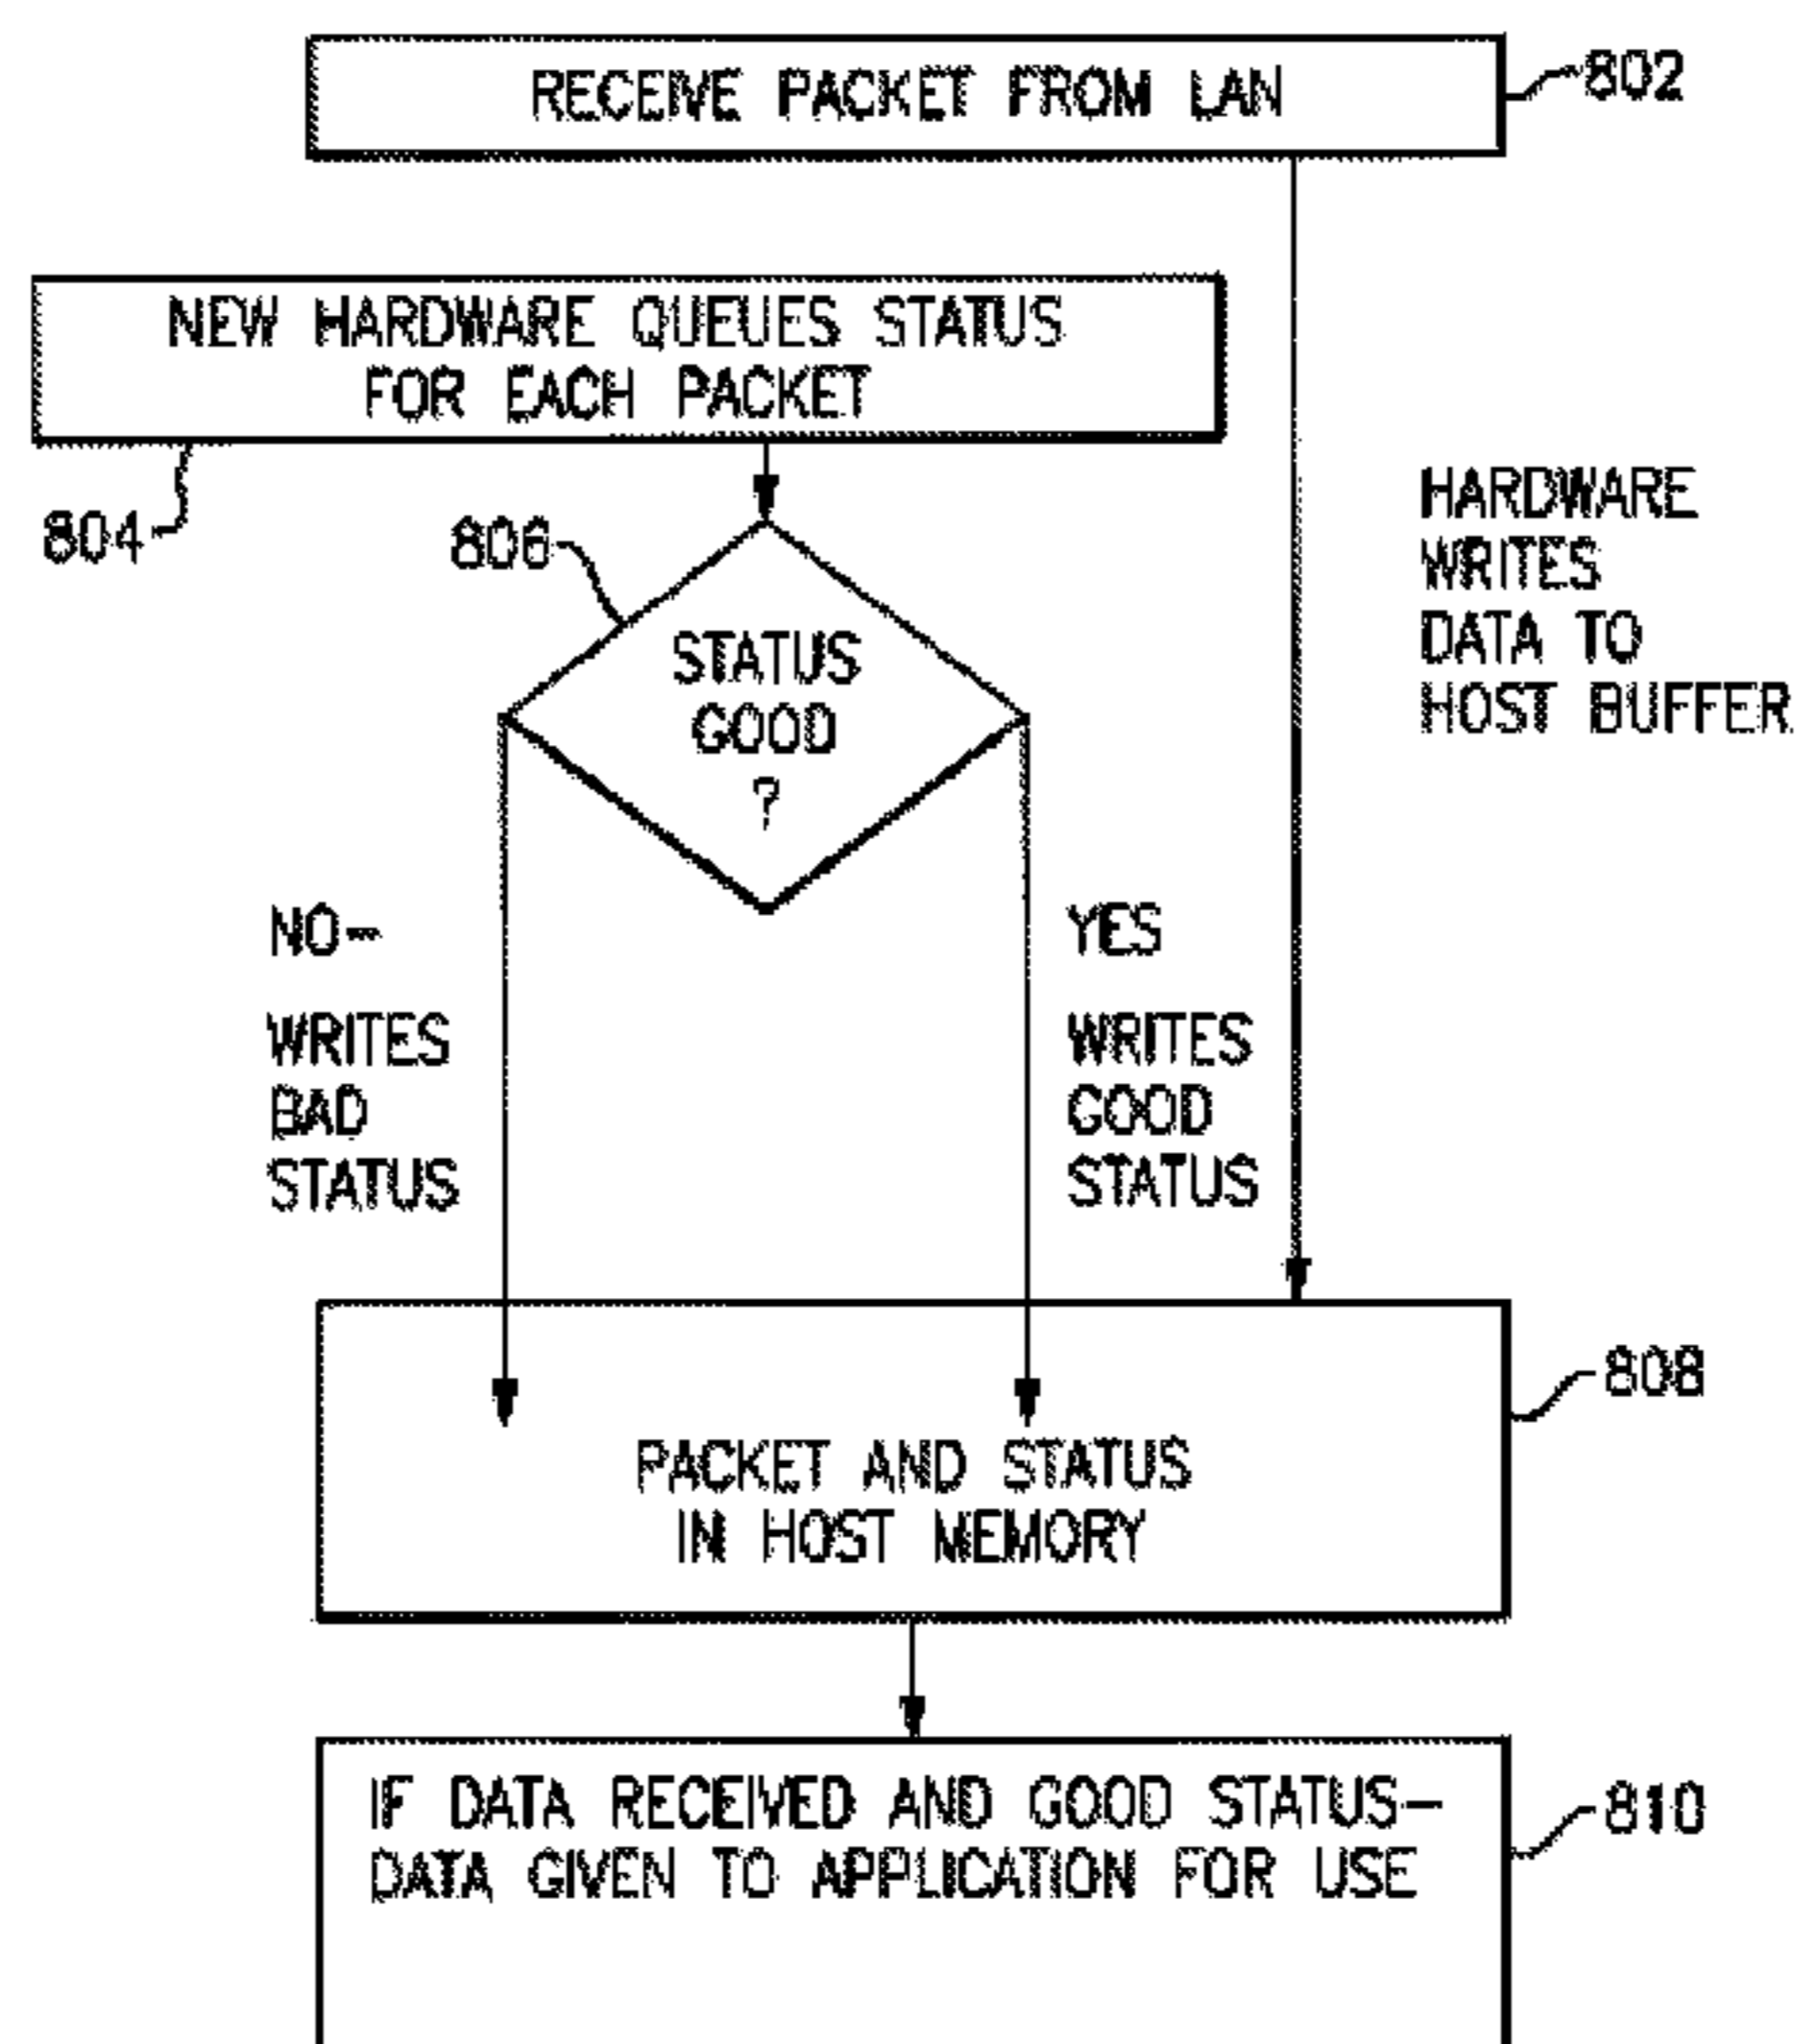 RECEIVE PACKET FROM LAN
802
NEW HARDWARE QUEUES STATUS
FOR EACH PACKET
804
806
HARDWARE
WRITES
DATA TO
HOST BUFFER
STATUS
GOOD
?
NO-
WRITES
BAD
STATUS
YES
WRITES
GOOD
STATUS
808
PACKET AND STATUS
IN HOST MEMORY
IF DATA RECEIVED AND GOOD STATUS-
DATA GIVEN TO APPLICATION FOR USE
810